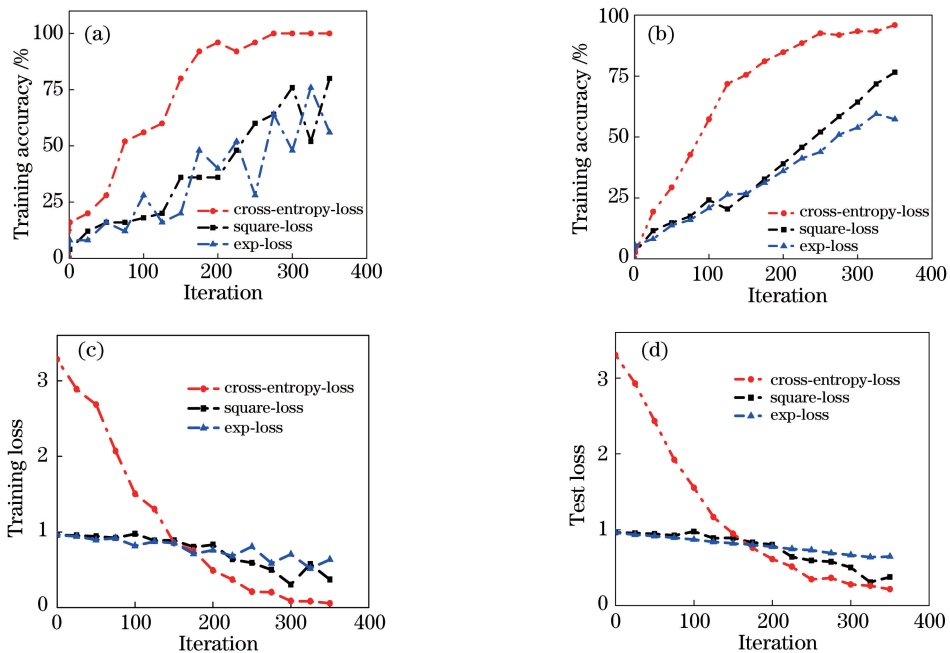 (a)
Training accuracy /%
100
75
50
25
0
0
100
200
300
400
Iteration
cross-entropy-loss
square-loss
exp-loss
(b)
Training accuracy /%
100
75
50
25
0
0
100
200
300
400
Iteration
cross-entropy-loss
square-loss
exp-loss
(c)
Training loss
3
2
1
0
0
100
200
300
400
Iteration
cross-entropy-loss
square-loss
exp-loss
(d)
Test loss
3
2
1
0
0
100
200
300
400
Iteration
cross-entropy-loss
square-loss
exp-loss